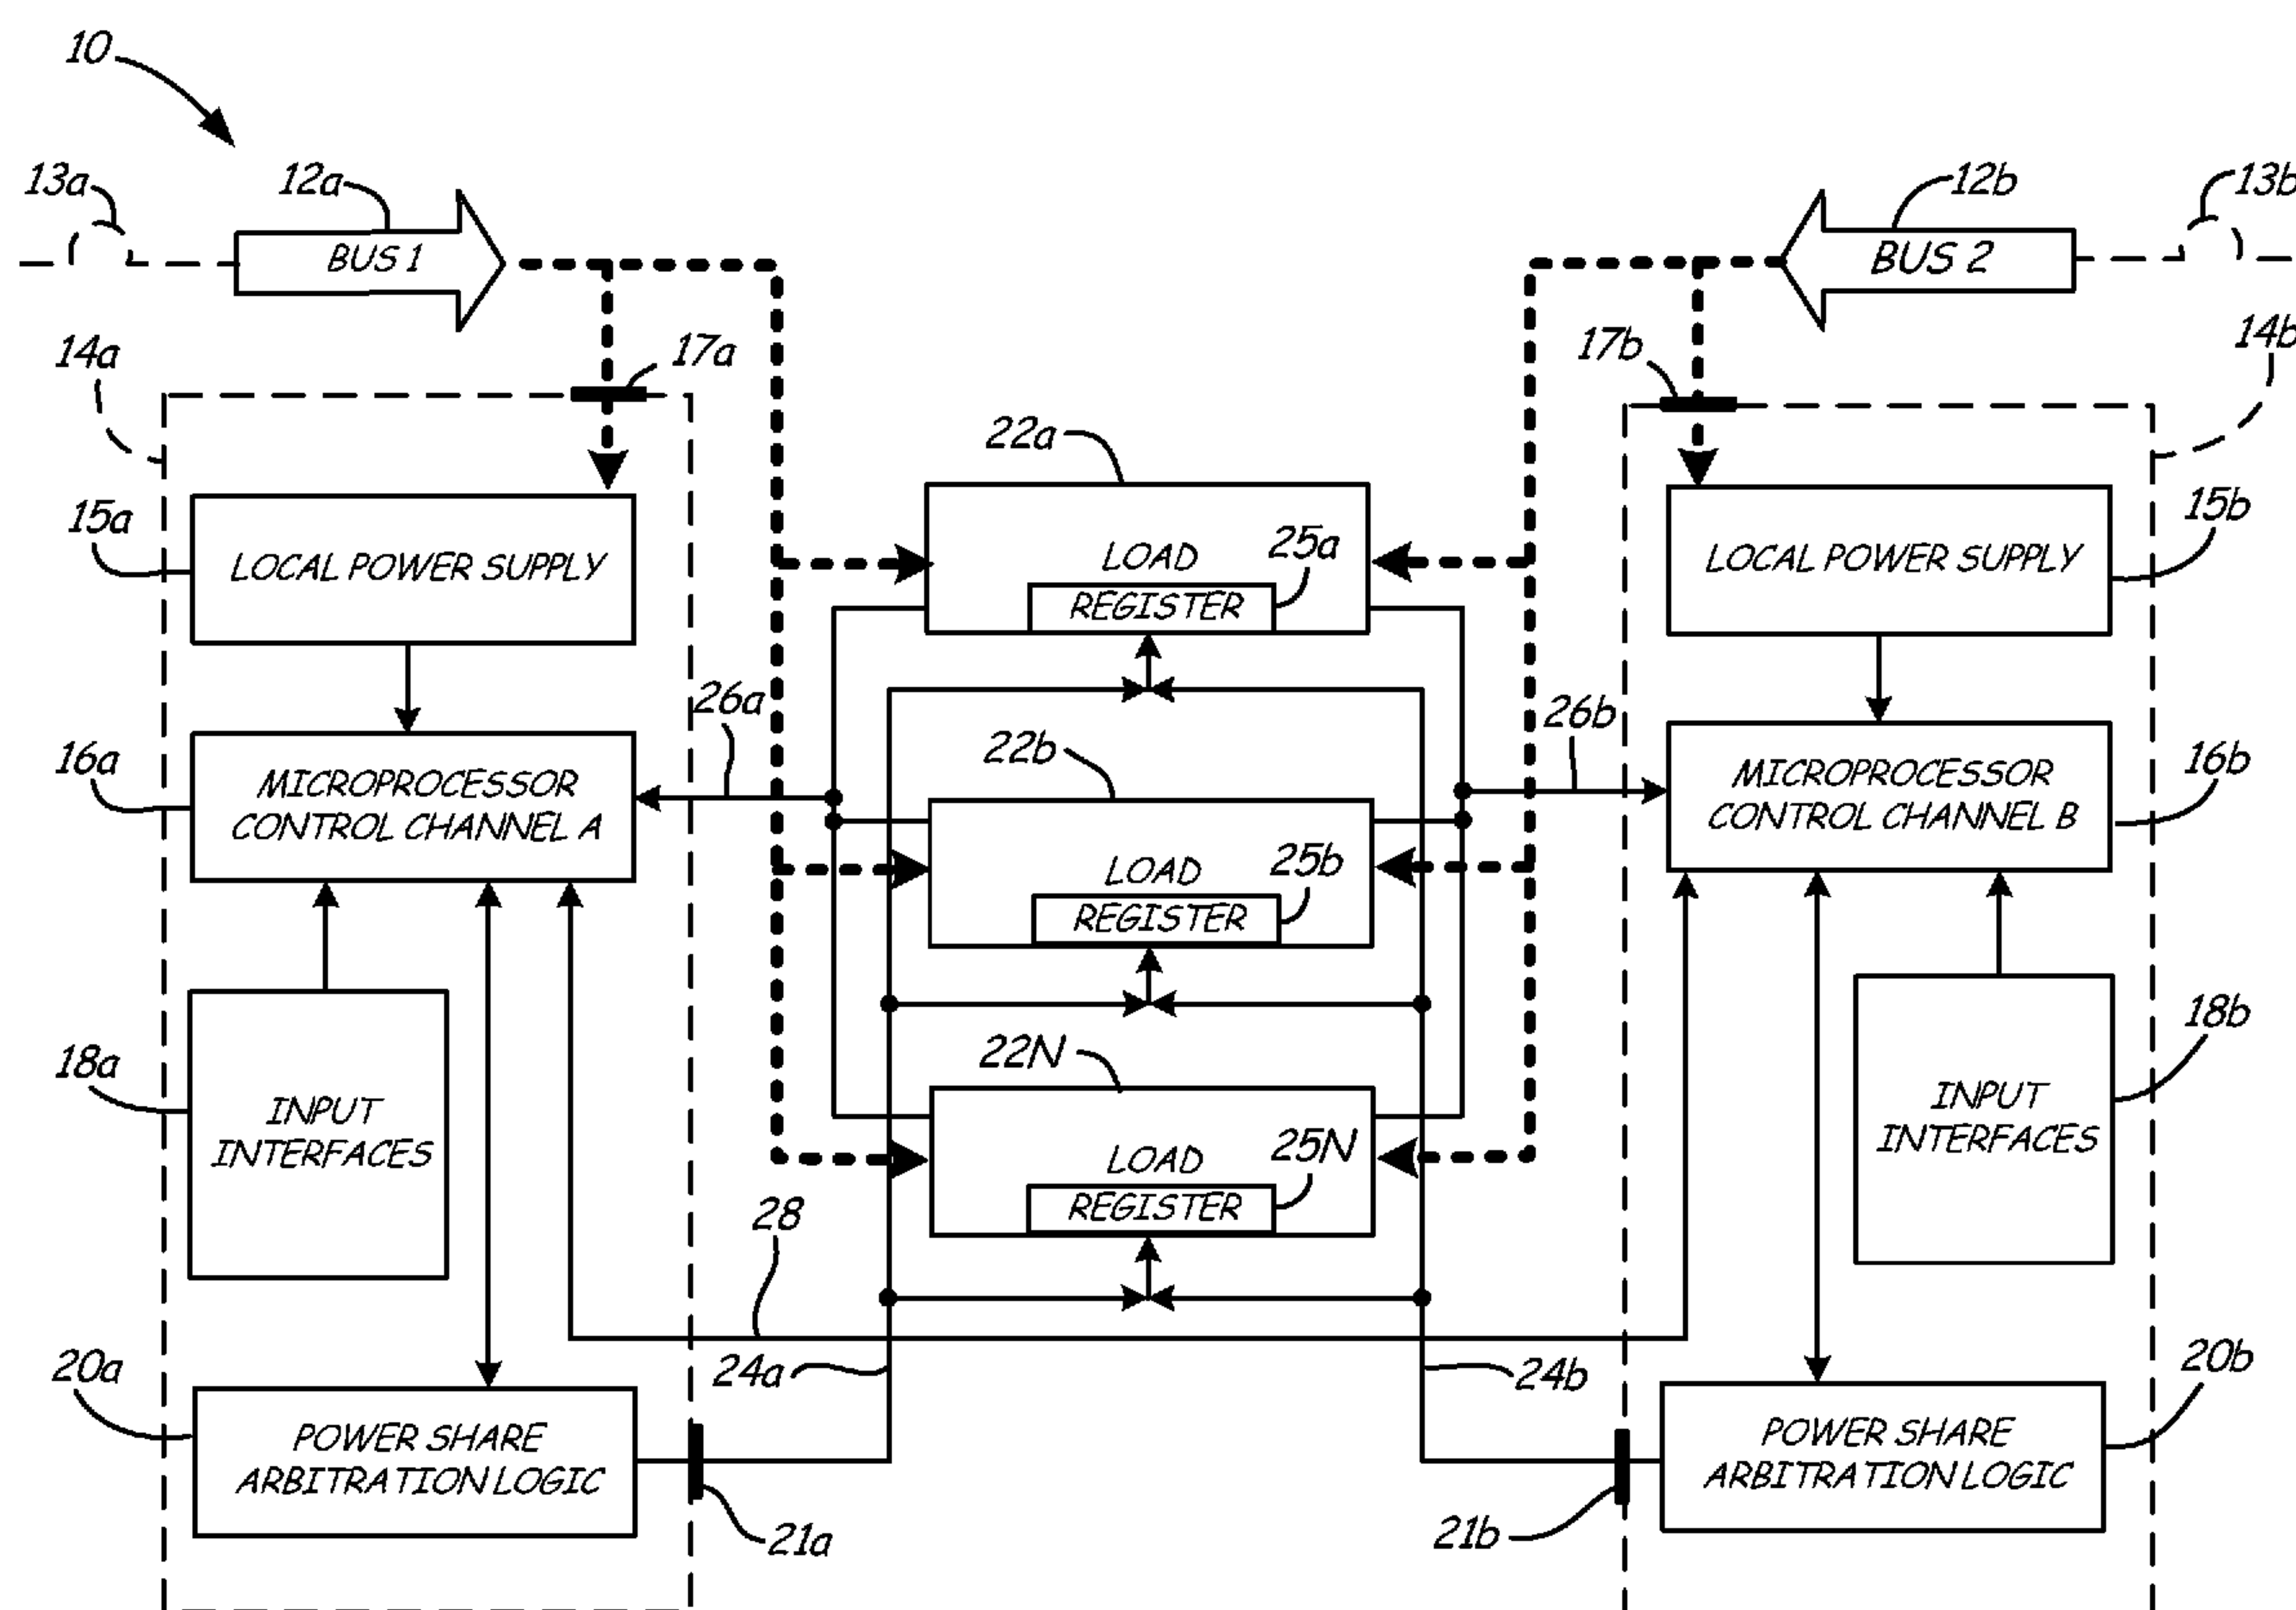 10
13a
12a
12b
13b
BUS 1
BUS 2
14a
17a
17b
14b
22a
15a
LOCAL POWER SUPPLY
LOAD
25a
REGISTER
LOCAL POWER SUPPLY
15b
26a
26b
16a
MICROPROCESSOR
CONTROL CHANNEL A
22b
LOAD
25b
REGISTER
MICROPROCESSOR
CONTROL CHANNEL B
16b
18a
INPUT
INTERFACES
22N
LOAD
25N
REGISTER
INPUT
INTERFACES
18b
28
20a
24a
24b
20b
POWER SHARE
ARBITRATION LOGIC
POWER SHARE
ARBITRATION LOGIC
21a
21b